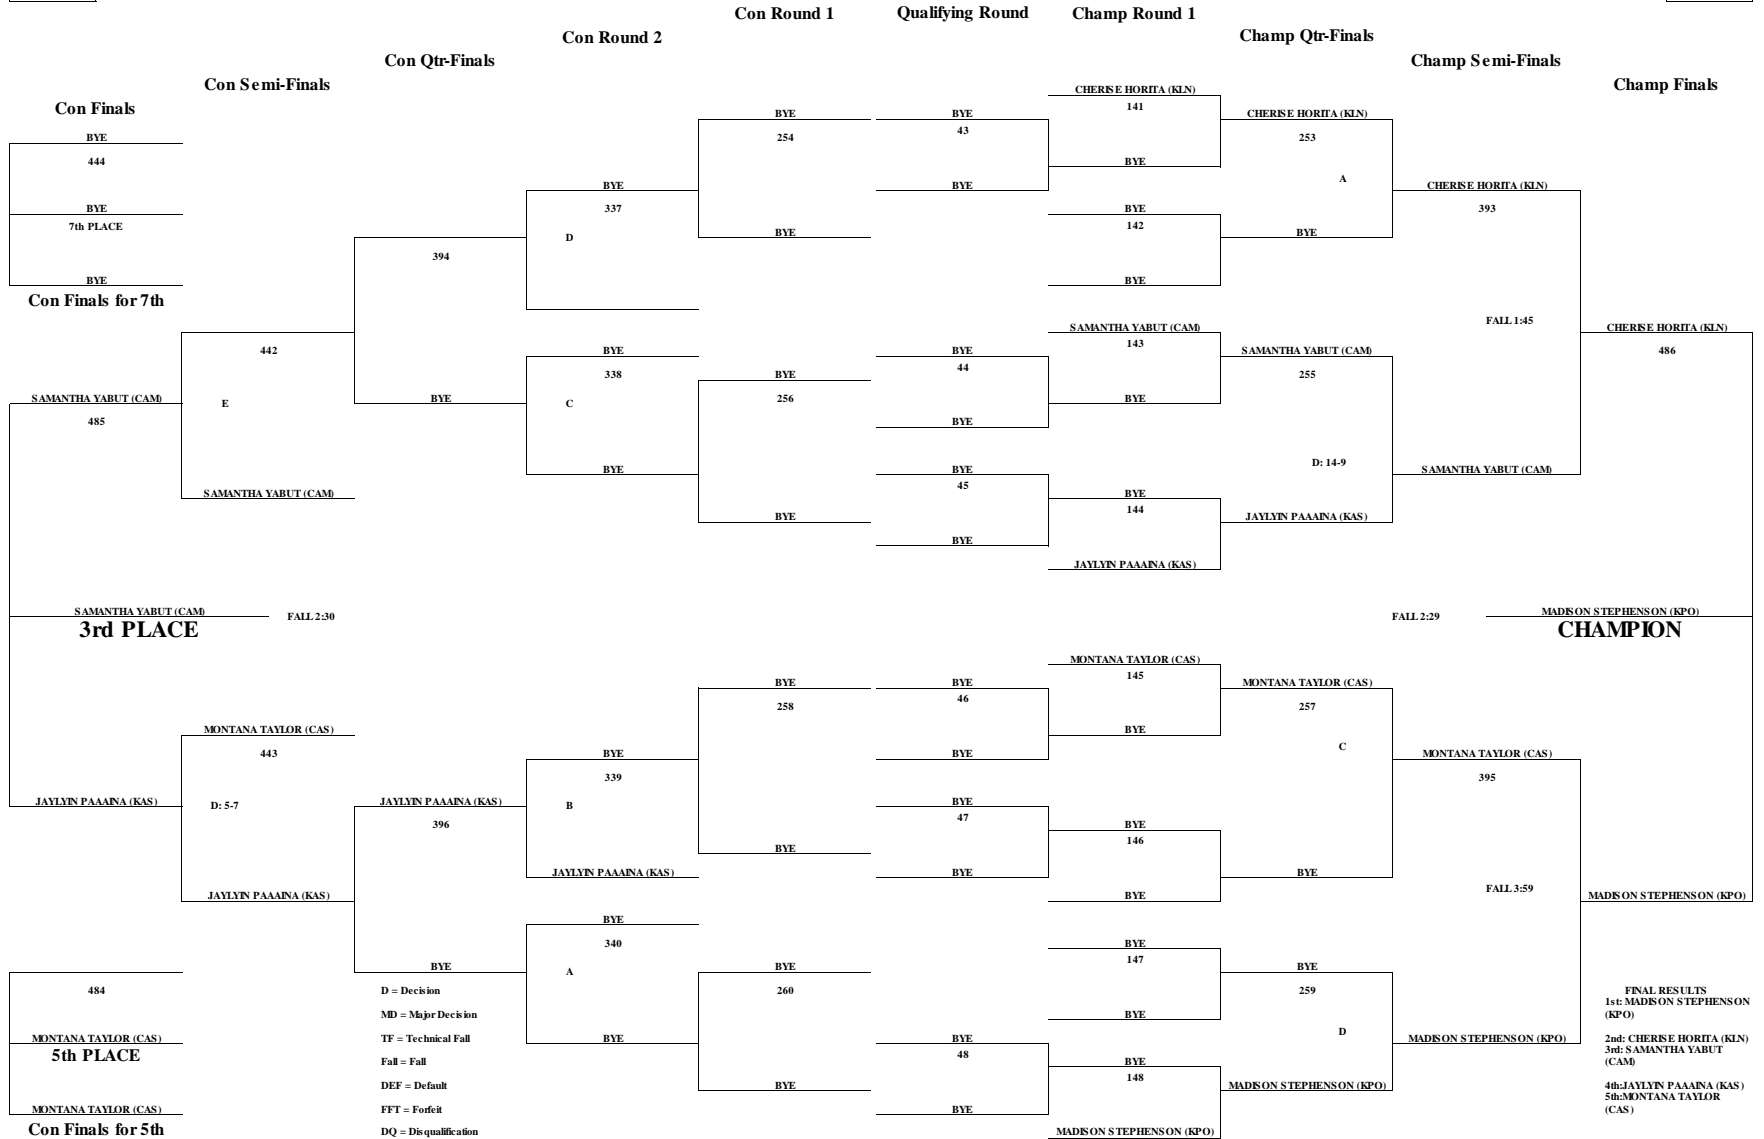 Con Round 1
Qualifying Round
Champ Round 1
Con Round 2
Champ Qtr-Finals
Con Qtr-Finals
Champ Semi-Finals
Con Semi-Finals
Champ Finals
Con Finals
BYE
444
BYE
7th PLACE
BYE
Con Finals for 7th
SAMANTHA YABUT (CAM)
485
SAMANTHA YABUT (CAM)
3rd PLACE
FALL 2:30
JAYLYIN PAAAINA (KAS)
484
MONTANA TAYLOR (CAS)
5th PLACE
MONTANA TAYLOR (CAS)
Con Finals for 5th
442
E
SAMANTHA YABUT (CAM)
MONTANA TAYLOR (CAS)
443
D: 5-7
JAYLYIN PAAAINA (KAS)
394
BYE
JAYLYIN PAAAINA (KAS)
396
BYE
D = Decision
MD = Major Decision
TF = Technical Fall
Fall = Fall
DEF = Default
FFT = Forfeit
DQ = Disqualification
BYE
337
D
BYE
338
C
BYE
BYE
339
B
JAYLYIN PAAAINA (KAS)
BYE
340
A
BYE
BYE
254
BYE
BYE
256
BYE
BYE
258
BYE
BYE
260
BYE
BYE
43
BYE
BYE
44
BYE
BYE
45
BYE
BYE
46
BYE
BYE
47
BYE
BYE
48
BYE
CHERISE HORITA (KLN)
141
BYE
BYE
142
BYE
SAMANTHA YABUT (CAM)
143
BYE
BYE
144
JAYLYIN PAAAINA (KAS)
MONTANA TAYLOR (CAS)
145
BYE
BYE
146
BYE
BYE
147
BYE
BYE
148
MADISON STEPHENSON (KPO)
CHERISE HORITA (KLN)
253
A
BYE
SAMANTHA YABUT (CAM)
255
D: 14-9
JAYLYIN PAAAINA (KAS)
MONTANA TAYLOR (CAS)
257
C
BYE
BYE
259
D
MADISON STEPHENSON (KPO)
CHERISE HORITA (KLN)
393
FALL 1:45
SAMANTHA YABUT (CAM)
MONTANA TAYLOR (CAS)
395
FALL 3:59
MADISON STEPHENSON (KPO)
CHERISE HORITA (KLN)
486
FALL 2:29
MADISON STEPHENSON (KPO)
CHAMPION
MADISON STEPHENSON (KPO)
FINAL RESULTS
1st: MADISON STEPHENSON
(KPO)
2nd: CHERISE HORITA (KLN)
3rd: SAMANTHA YABUT
(CAM)
4th:JAYLYIN PAAAINA (KAS)
5th:MONTANA TAYLOR
(CAS)